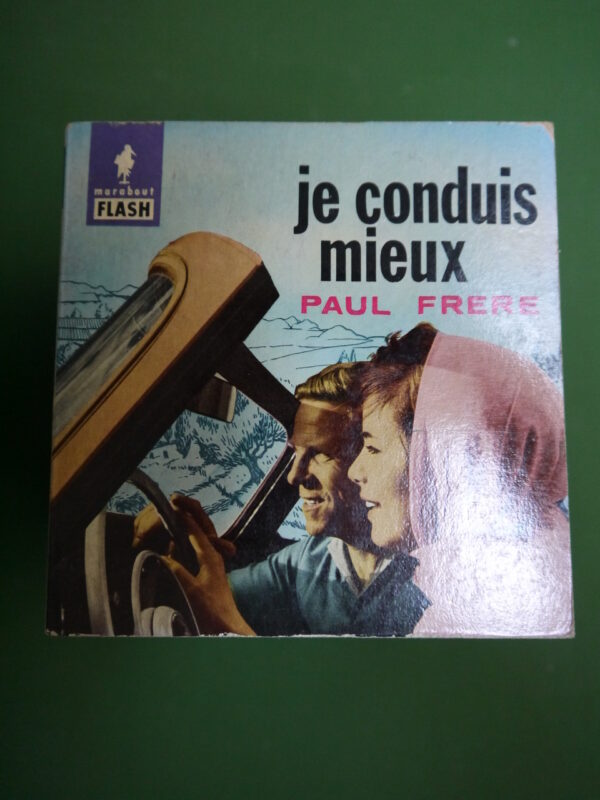 marabout
FLASH
je conduis
mieux
PAUL FRERE